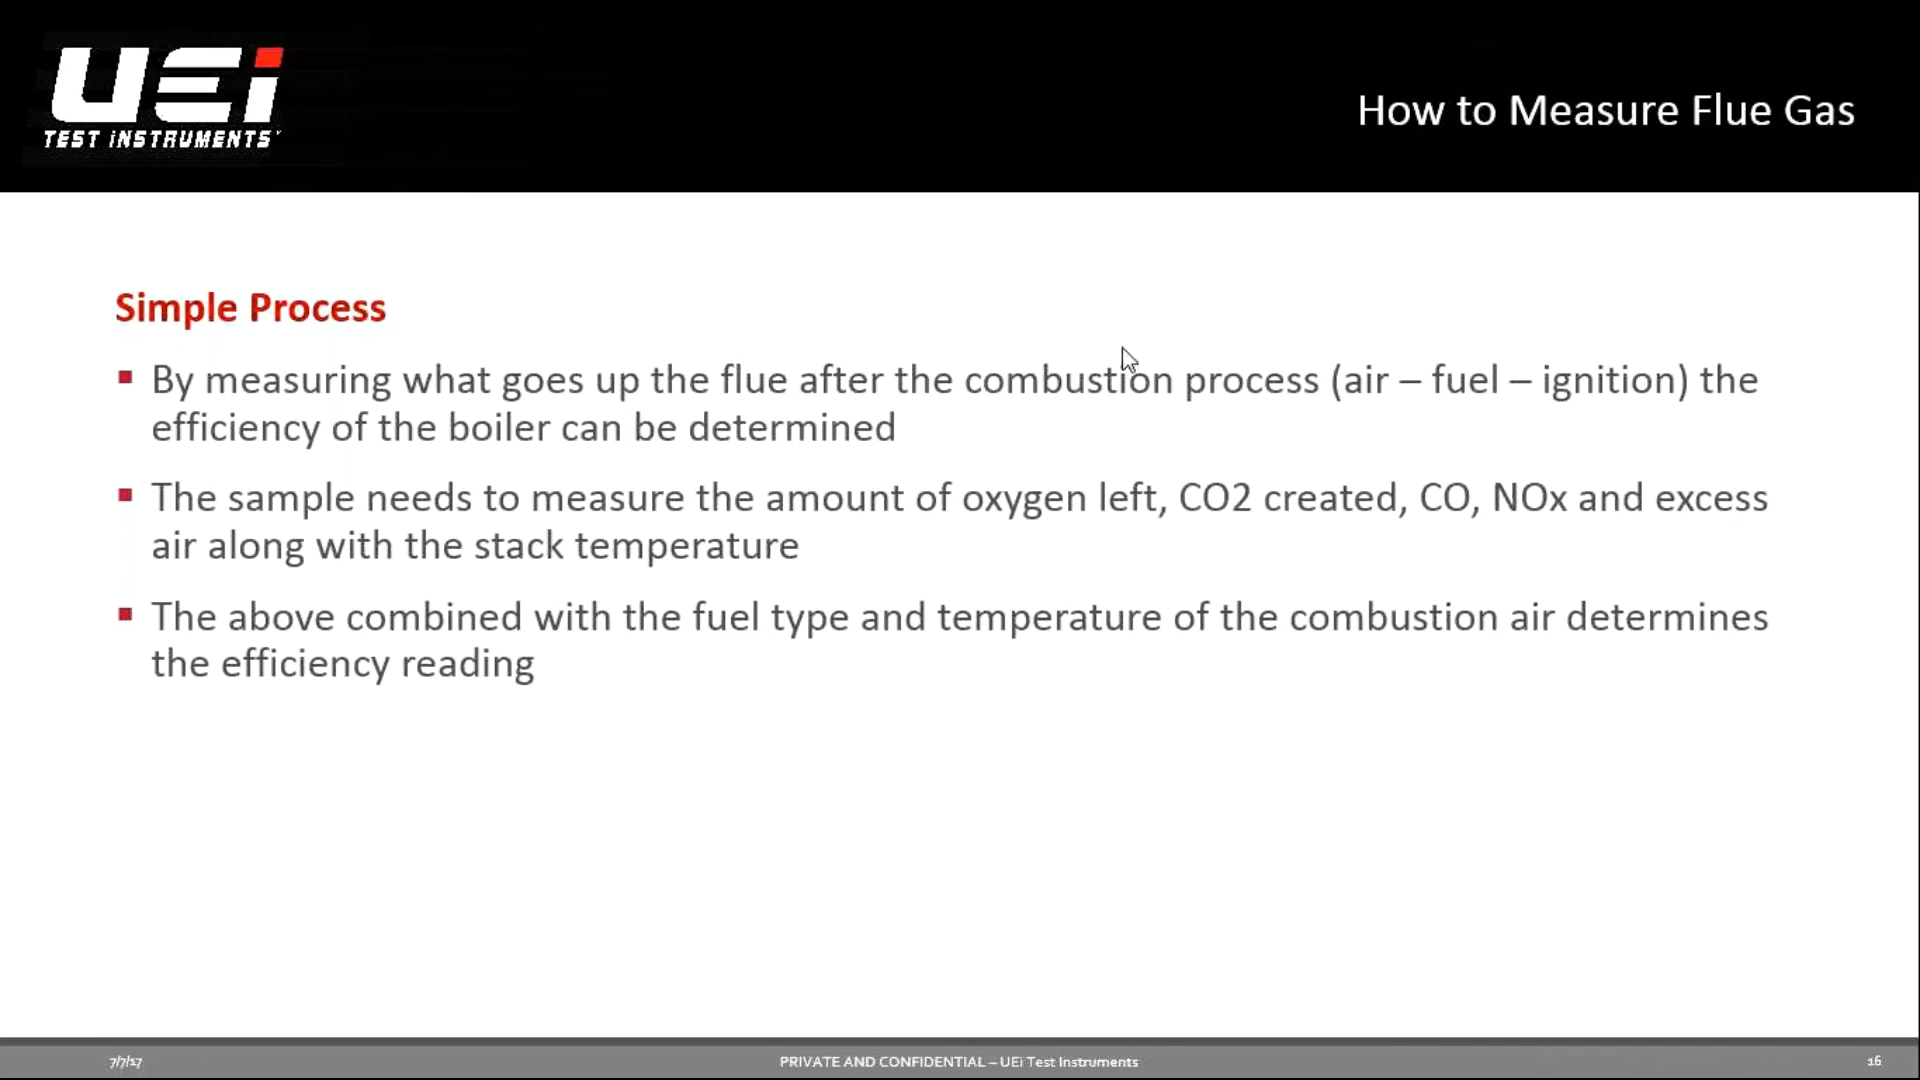 UEi
TEST iNSTRUMENTS
How to Measure Flue Gas
Simple Process
By measuring what goes up the flue after the combustion process (air – fuel – ignition) the
efficiency of the boiler can be determined
The sample needs to measure the amount of oxygen left, CO2 created, CO, NOx and excess
air along with the stack temperature
The above combined with the fuel type and temperature of the combustion air determines
the efficiency reading
7/7/17
PRIVATE AND CONFIDENTIAL – UEi Test Instruments
16